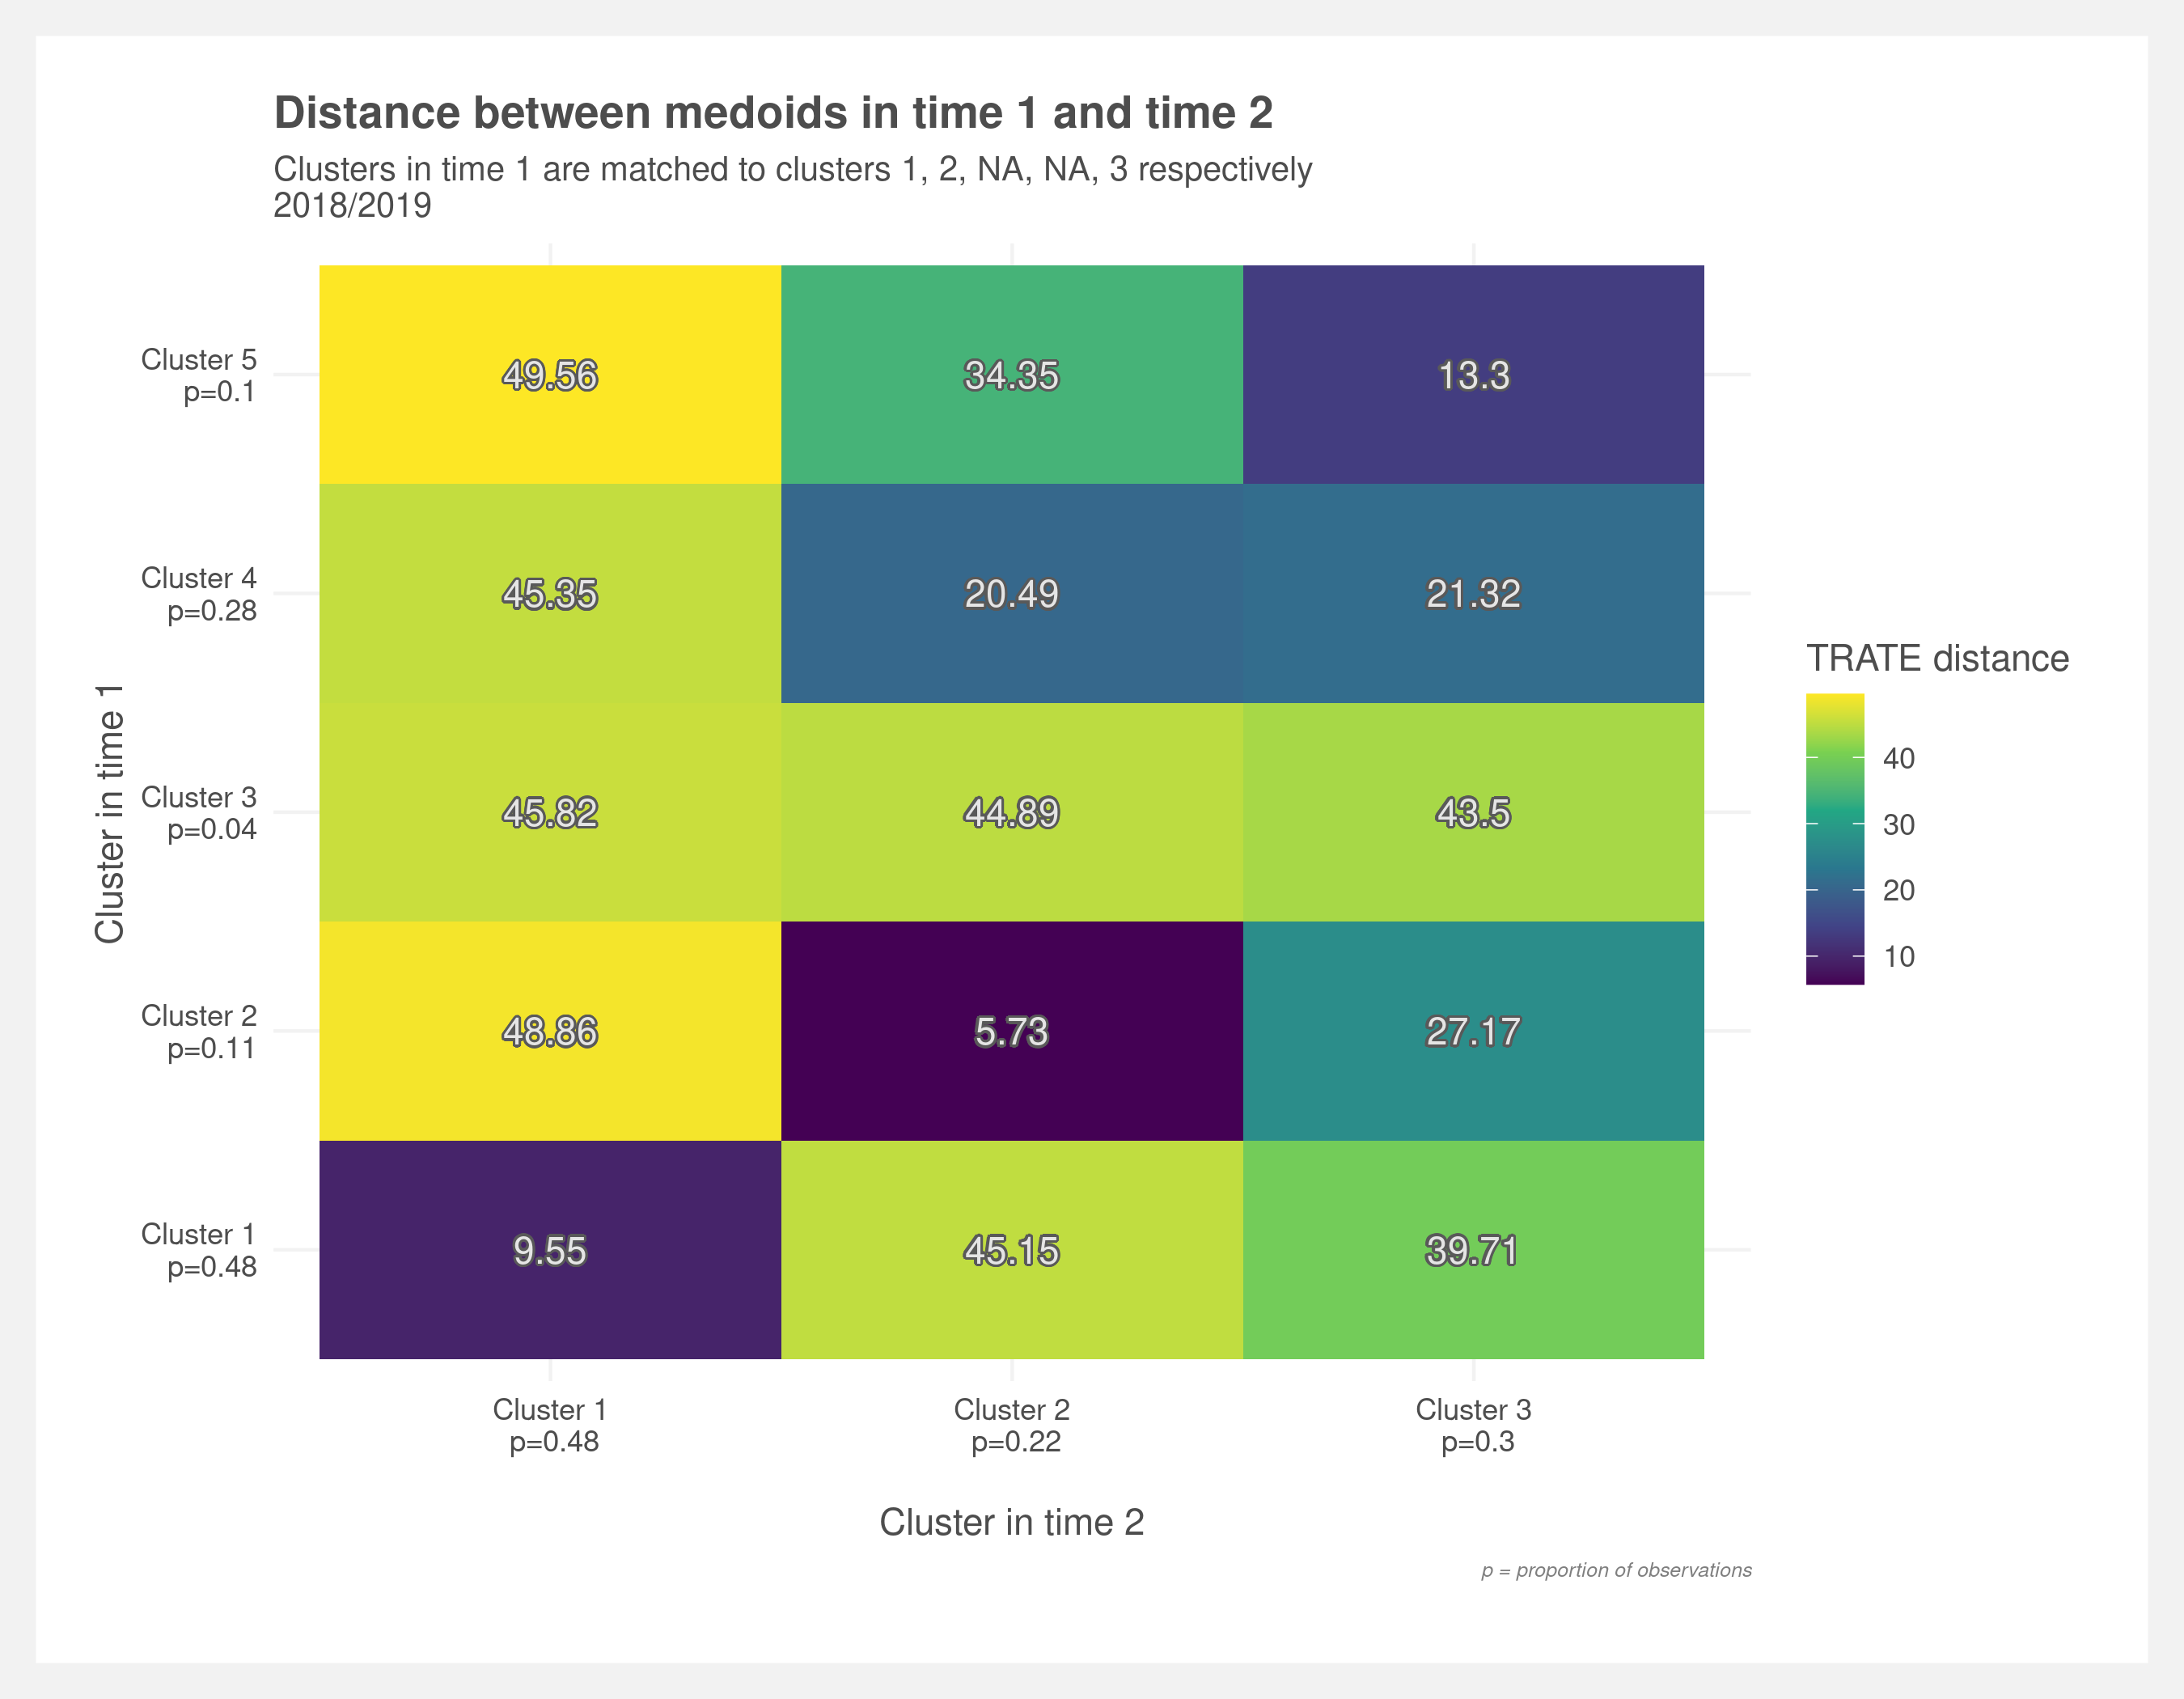 Distance between medoids in time 1 and time 2
Clusters in time 1 are matched to clusters 1, 2, NA, NA, 3 respectively
2018/2019
Cluster in time 1
Cluster 5
p=0.1
49.56 34.35 13.3
Cluster 4
p=0.28
45.35 20.49 21.32
Cluster 3
p=0.04
45.82 44.89 43.5
Cluster 2
p=0.11
48.86 5.73 27.17
Cluster 1
p=0.48
9.55 45.15 39.71
Cluster 1 Cluster 2 Cluster 3
p=0.48 p=0.22 p=0.3
Cluster in time 2
TRATE distance
40
30
20
10
p = proportion of observations